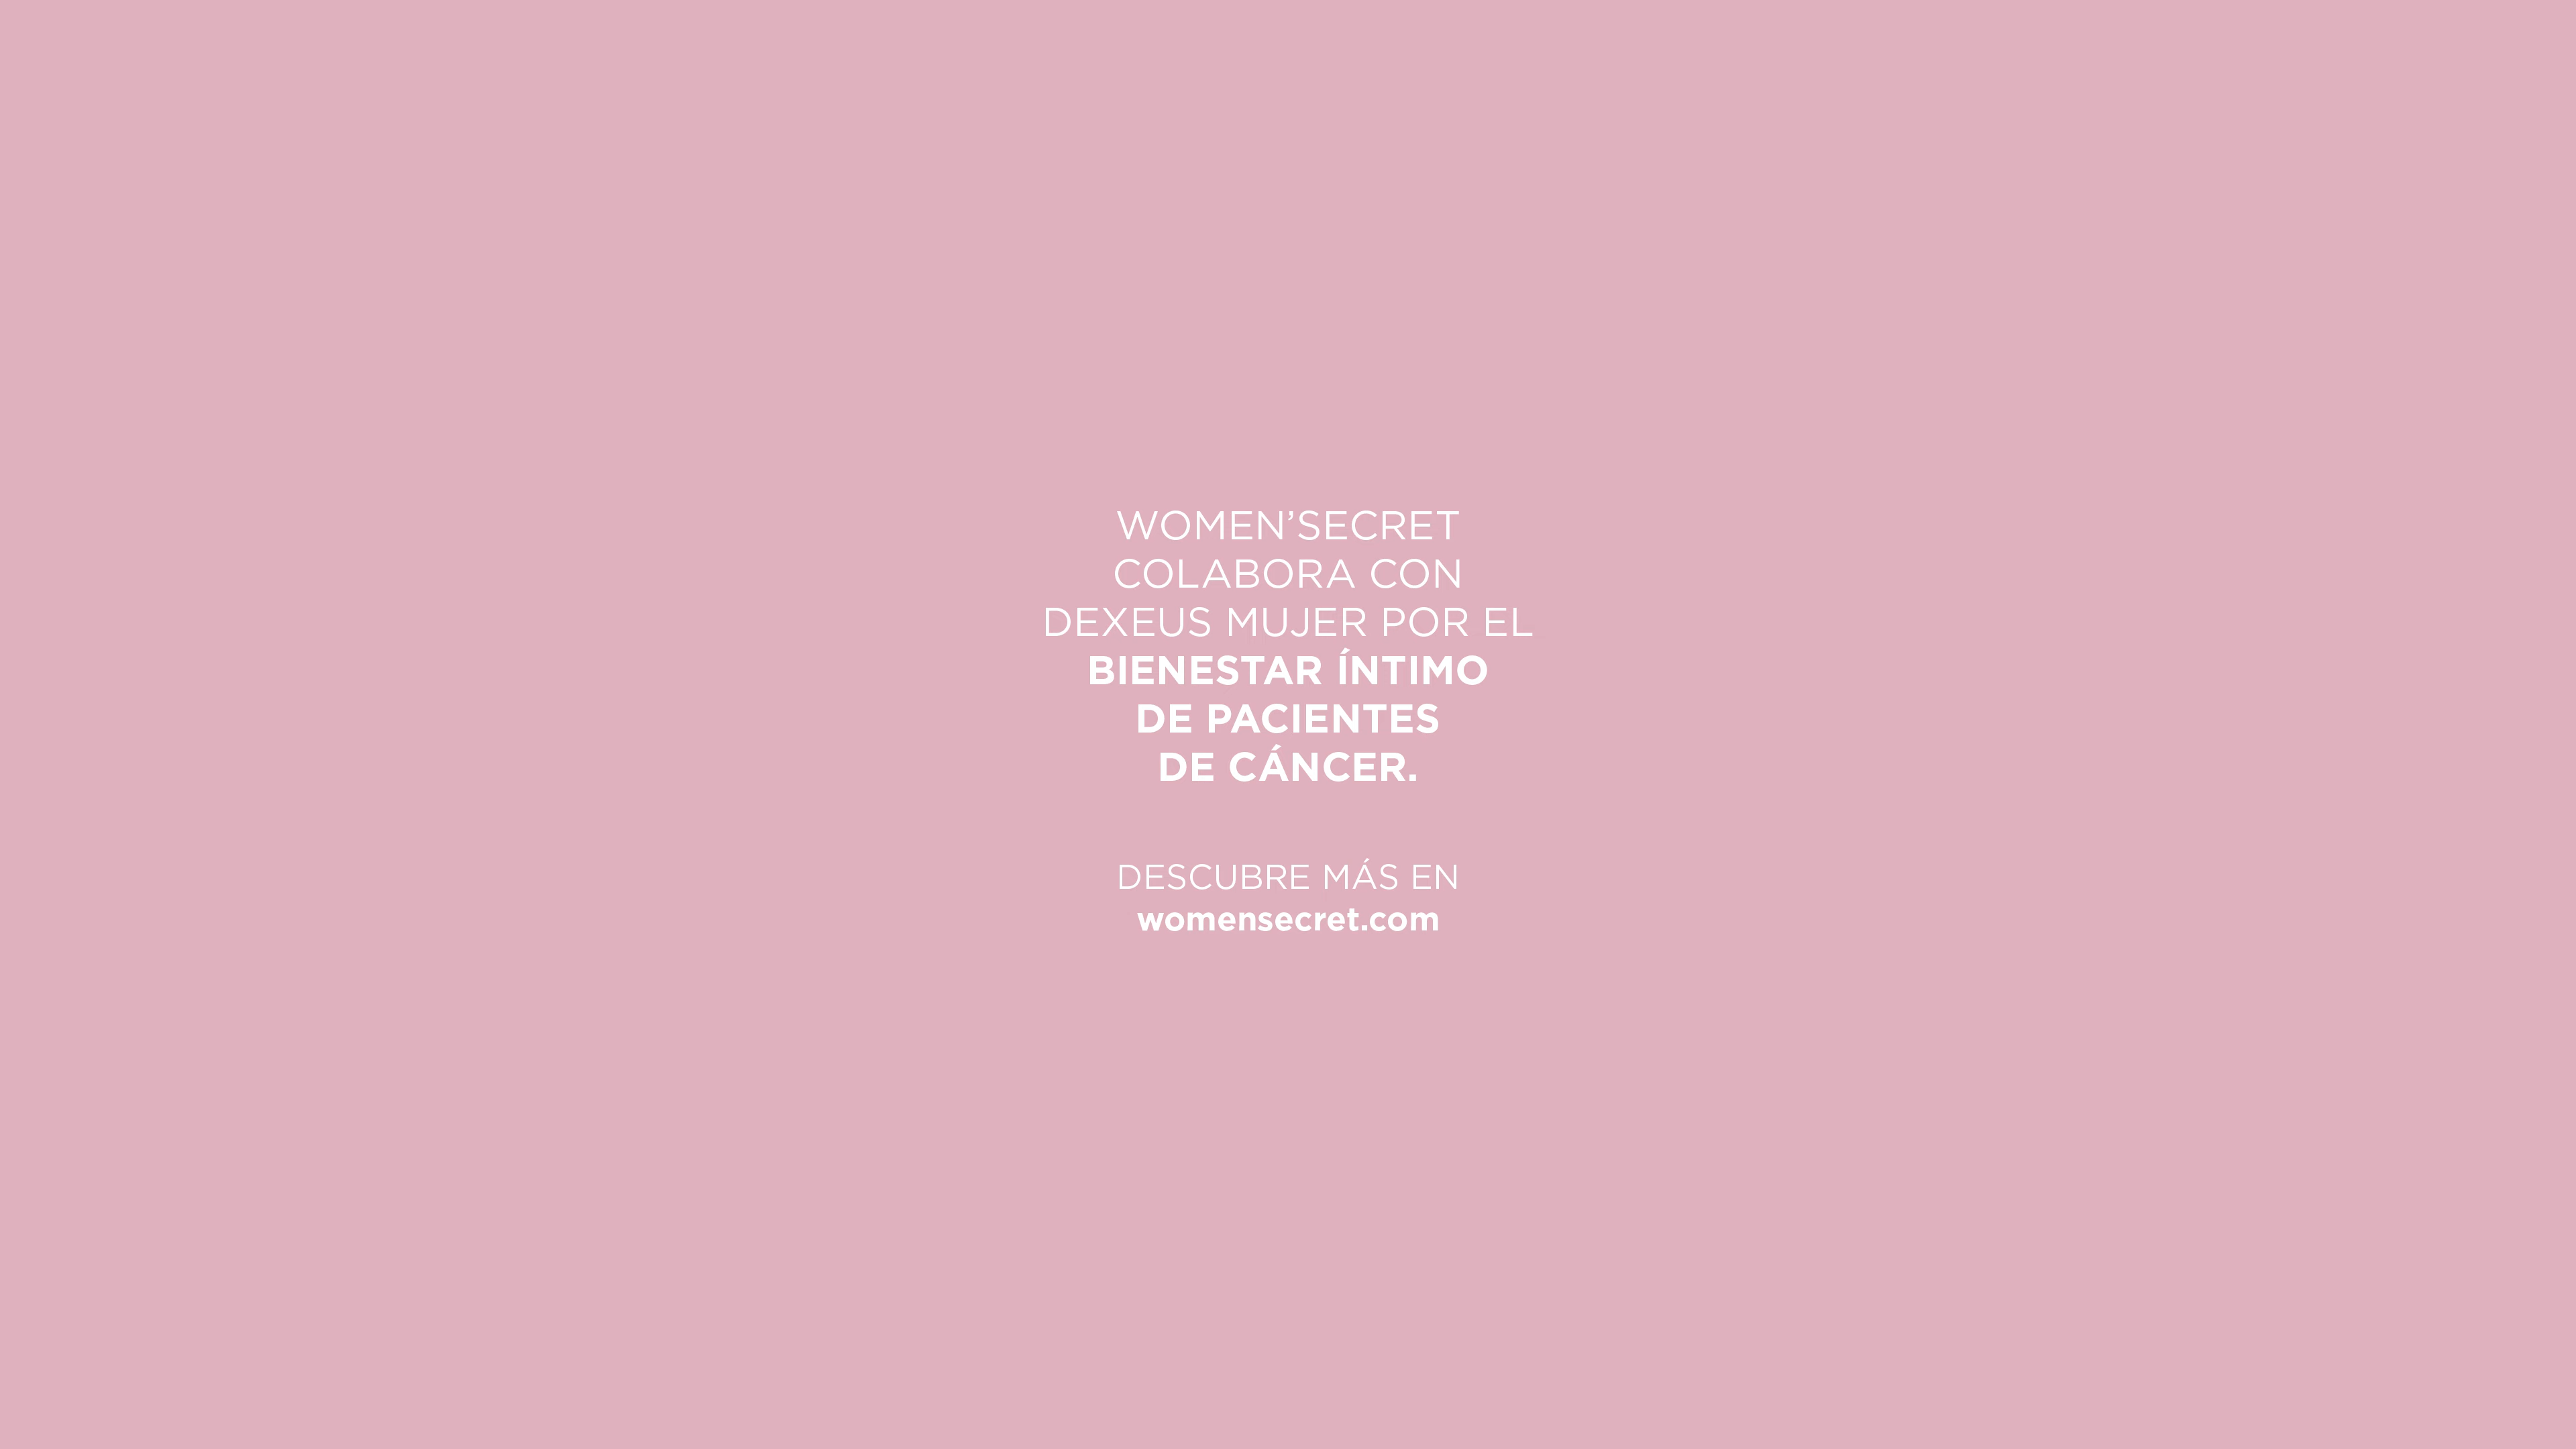 WOMEN’SECRET
COLABORA CON
DEXEUS MUJER POR EL
BIENESTAR ÍNTIMO
DE PACIENTES
DE CÁNCER.
DESCUBRE MÁS EN
womensecret.com